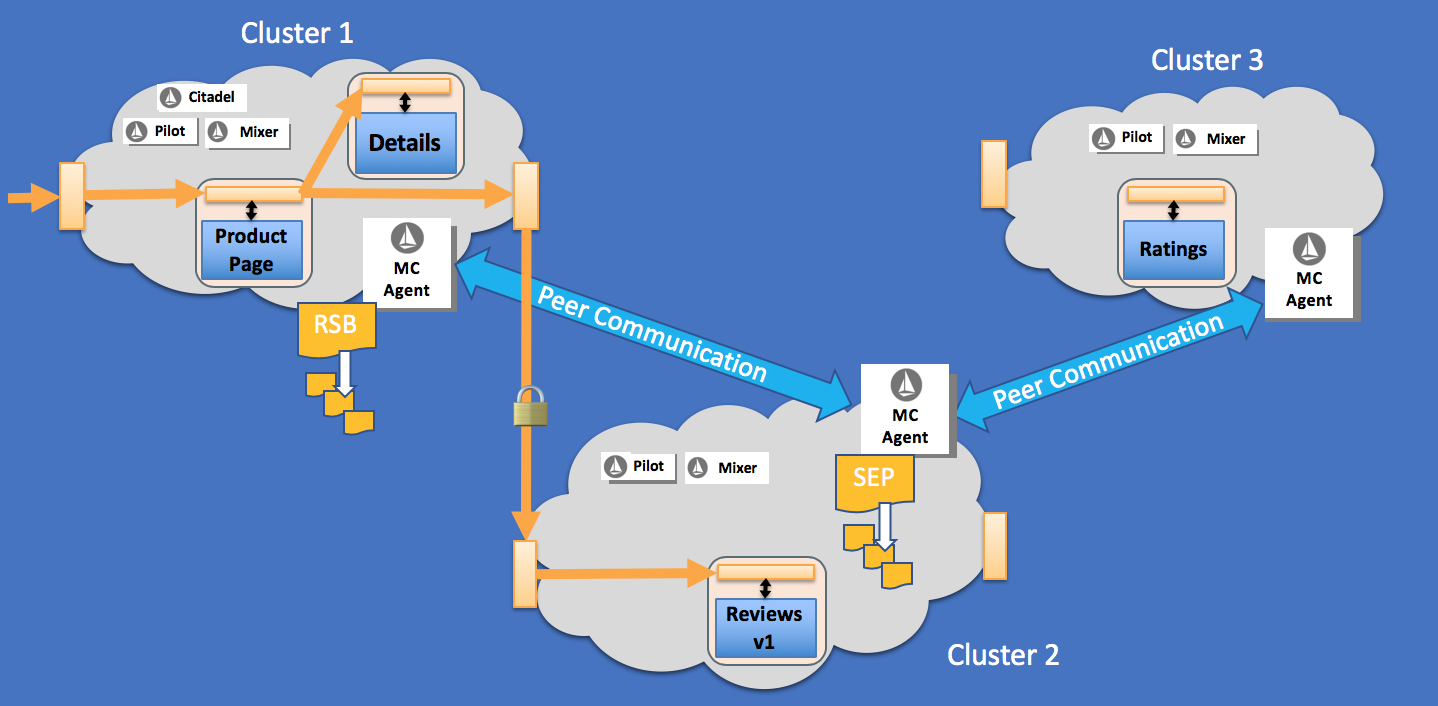 Cluster 1
Citadel
Pilot
Mixer
Details
Product
Page
MC
Agent
RSB
Peer Communication
Cluster 3
Pilot
Mixer
Ratings
MC
Agent
Peer Communication
MC
Agent
SEP
Pilot
Mixer
Reviews
v1
Cluster 2